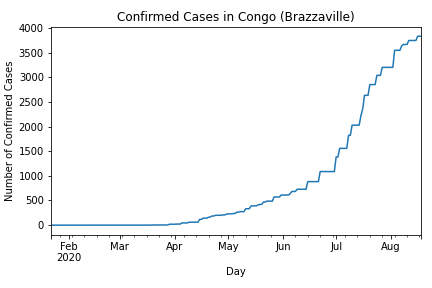 Confirmed Cases in Congo (Brazzaville)
4000
3500
3000
2500
2000
1500
1000
500
0
Number of Confirmed Cases
Feb Mar Apr May Jun Jul Aug
2020
Day